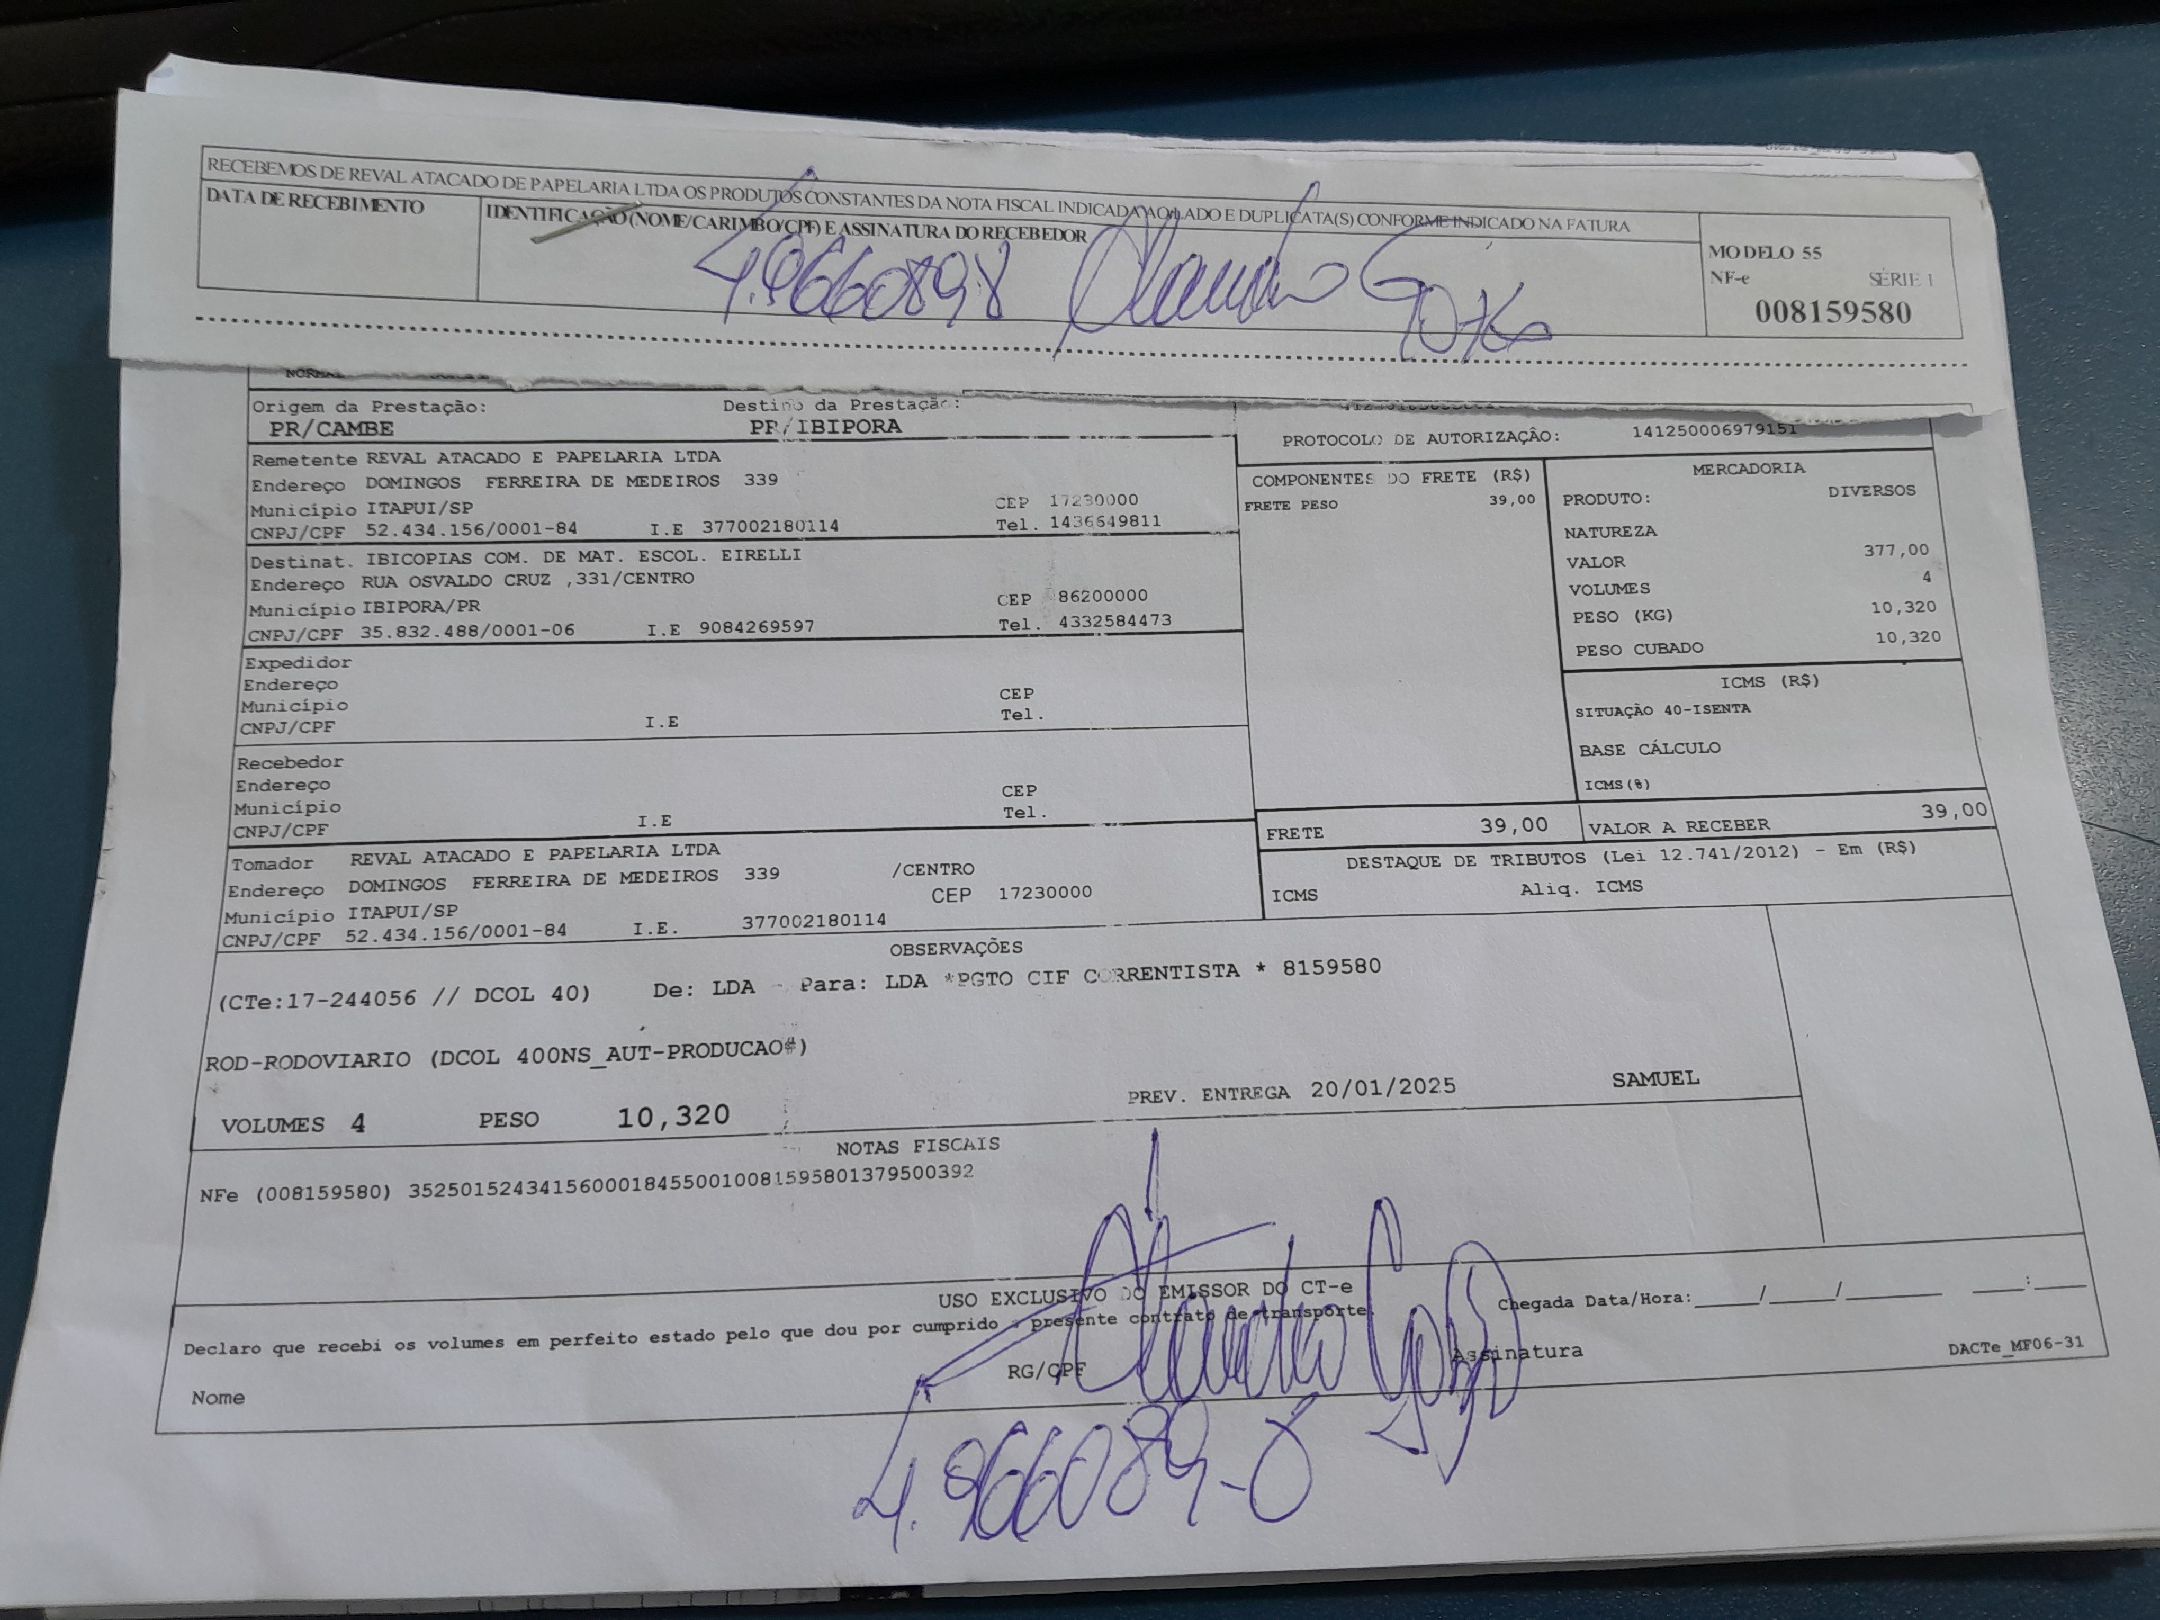 RECEBEMOS DE REVAL ATACADO DE PAPELARIA LTDA OS PRODUTOS CONSTANTES DA NOTA FISCAL INDICADA AO LADO E DUPLICATA(S) CONFORME INDICADO NA FATURA
DATA DE RECEBIMENTO
IDENTIFICAÇÃO (NOME/CARIMBO/CPF) E ASSINATURA DO RECEBEDOR
4.9660898
MODELO 55
NF-e SÉRIE 1
008159580
NORMAL
Origem da Prestação: Destino da Prestação:
PR/CAMBE PR/IBIPORA
PROTOCOLO DE AUTORIZAÇÃO: 141250006979151
Remetente REVAL ATACADO E PAPELARIA LTDA
Endereço DOMINGOS FERREIRA DE MEDEIROS 339
Município ITAPUI/SP CEP 17230000
CNPJ/CPF 52.434.156/0001-84 I.E 377002180114 Tel. 1436649811
Destinat. IBICOPIAS COM. DE MAT. ESCOL. EIRELLI
Endereço RUA OSVALDO CRUZ ,331/CENTRO
Município IBIPORA/PR CEP 86200000
CNPJ/CPF 35.832.488/0001-06 I.E 9084269597 Tel. 4332584473
Expedidor
Endereço
Município CEP
CNPJ/CPF I.E Tel.
Recebedor
Endereço
Município CEP
CNPJ/CPF I.E Tel.
Tomador REVAL ATACADO E PAPELARIA LTDA
Endereço DOMINGOS FERREIRA DE MEDEIROS 339 /CENTRO
Município ITAPUI/SP CEP 17230000
CNPJ/CPF 52.434.156/0001-84 I.E. 377002180114
COMPONENTES DO FRETE (R$)
FRETE PESO 39,00
MERCADORIA
PRODUTO: DIVERSOS
NATUREZA
VALOR 377,00
VOLUMES 4
PESO (KG) 10,320
PESO CUBADO 10,320
ICMS (R$)
SITUAÇÃO 40-ISENTA
BASE CÁLCULO
ICMS(%)
FRETE 39,00 VALOR A RECEBER 39,00
DESTAQUE DE TRIBUTOS (Lei 12.741/2012) - Em (R$)
ICMS Aliq. ICMS
OBSERVAÇÕES
(CTe:17-244056 // DCOL 40) De: LDA - Para: LDA *PGTO CIF CORRENTISTA * 8159580
ROD-RODOVIARIO (DCOL 400NS_AUT-PRODUCAO#)
VOLUMES 4 PESO 10,320 PREV. ENTREGA 20/01/2025 SAMUEL
NOTAS FISCAIS
NFe (008159580) 35250152434156000184550010081595801379500392
USO EXCLUSIVO DO EMISSOR DO CT-e
Declaro que recebi os volumes em perfeito estado pelo que dou por cumprido o presente contrato de transporte.
Chegada Data/Hora:_____/_____/_______ ____:____
Nome RG/CPF Assinatura
DACTe_MF06-31
4.966089-8